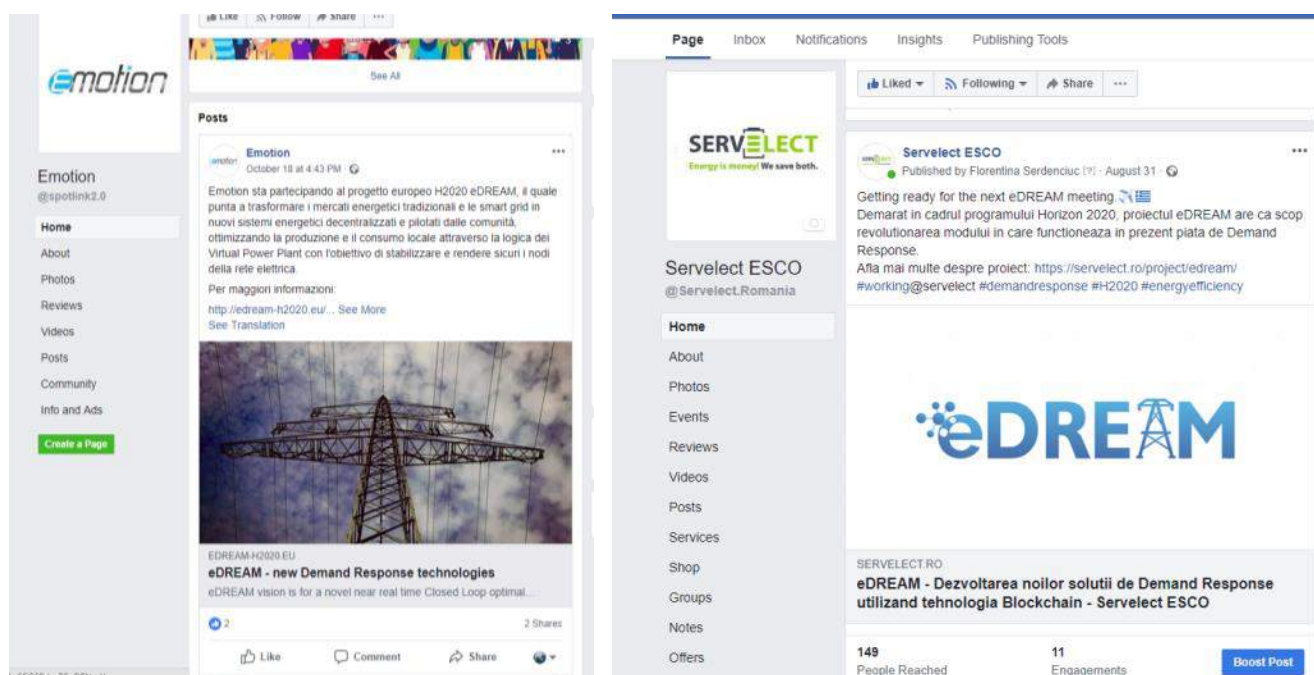 Like Follow Share ...
See All
emotion
Emotion
@spotlink2.0
Home
About
Photos
Reviews
Videos
Posts
Community
Info and Ads
Create a Page
Posts
emotion
Emotion
October 18 at 4:43 PM ·
Emotion sta partecipando al progetto europeo H2020 eDREAM, il quale
punta a trasformare i mercati energetici tradizionali e le smart grid in
nuovi sistemi energetici decentralizzati e pilotati dalle comunità,
ottimizzando la produzione e il consumo locale attraverso la logica dei
Virtual Power Plant con l'obiettivo di stabilizzare e rendere sicuri i nodi
della rete elettrica.
Per maggiori informazioni:
http://edream-h2020.eu/... See More
See Translation
EDREAM-H2020.EU
eDREAM - new Demand Response technologies
eDREAM vision is for a novel near real time Closed Loop optimal...
2
2 Shares
Like Comment Share
Page Inbox Notifications Insights Publishing Tools
SERVELECT
Energy is money! We save both.
Servelect ESCO
@Servelect.Romania
Home
About
Photos
Events
Reviews
Videos
Posts
Services
Shop
Groups
Notes
Offers
Liked Following Share ...
Servelect ESCO
Published by Florentina Serdenciuc [?] · August 31 ·
Getting ready for the next eDREAM meeting.✈️🇬🇷
Demarat in cadrul programului Horizon 2020, proiectul eDREAM are ca scop
revolutionarea modului in care functioneaza in prezent piata de Demand
Response.
Afla mai multe despre proiect: https://servelect.ro/project/edream/
#working@servelect #demandresponse #H2020 #energyefficiency
eDREAM
SERVELECT.RO
eDREAM - Dezvoltarea noilor solutii de Demand Response
utilizand tehnologia Blockchain - Servelect ESCO
149
People Reached
11
Engagements
Boost Post